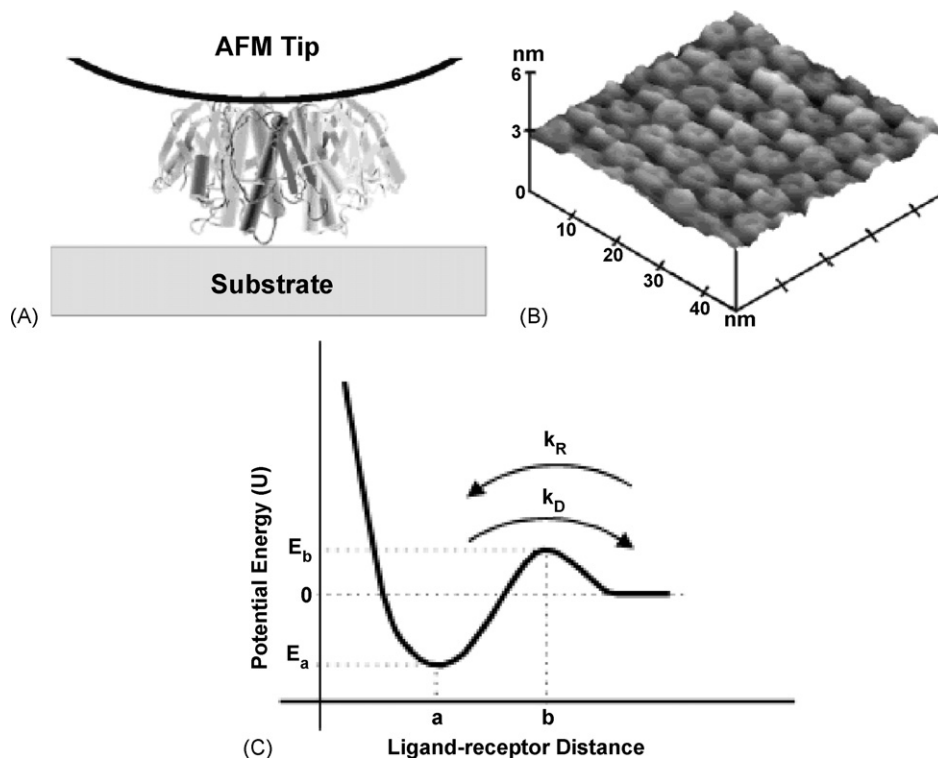 AFM Tip
Substrate
(A)
nm
6
3
0
10
20
30
40
nm
(B)
k_R
k_D
Potential Energy (U)
E_b
0
E_a
a
b
(C)
Ligand-receptor Distance